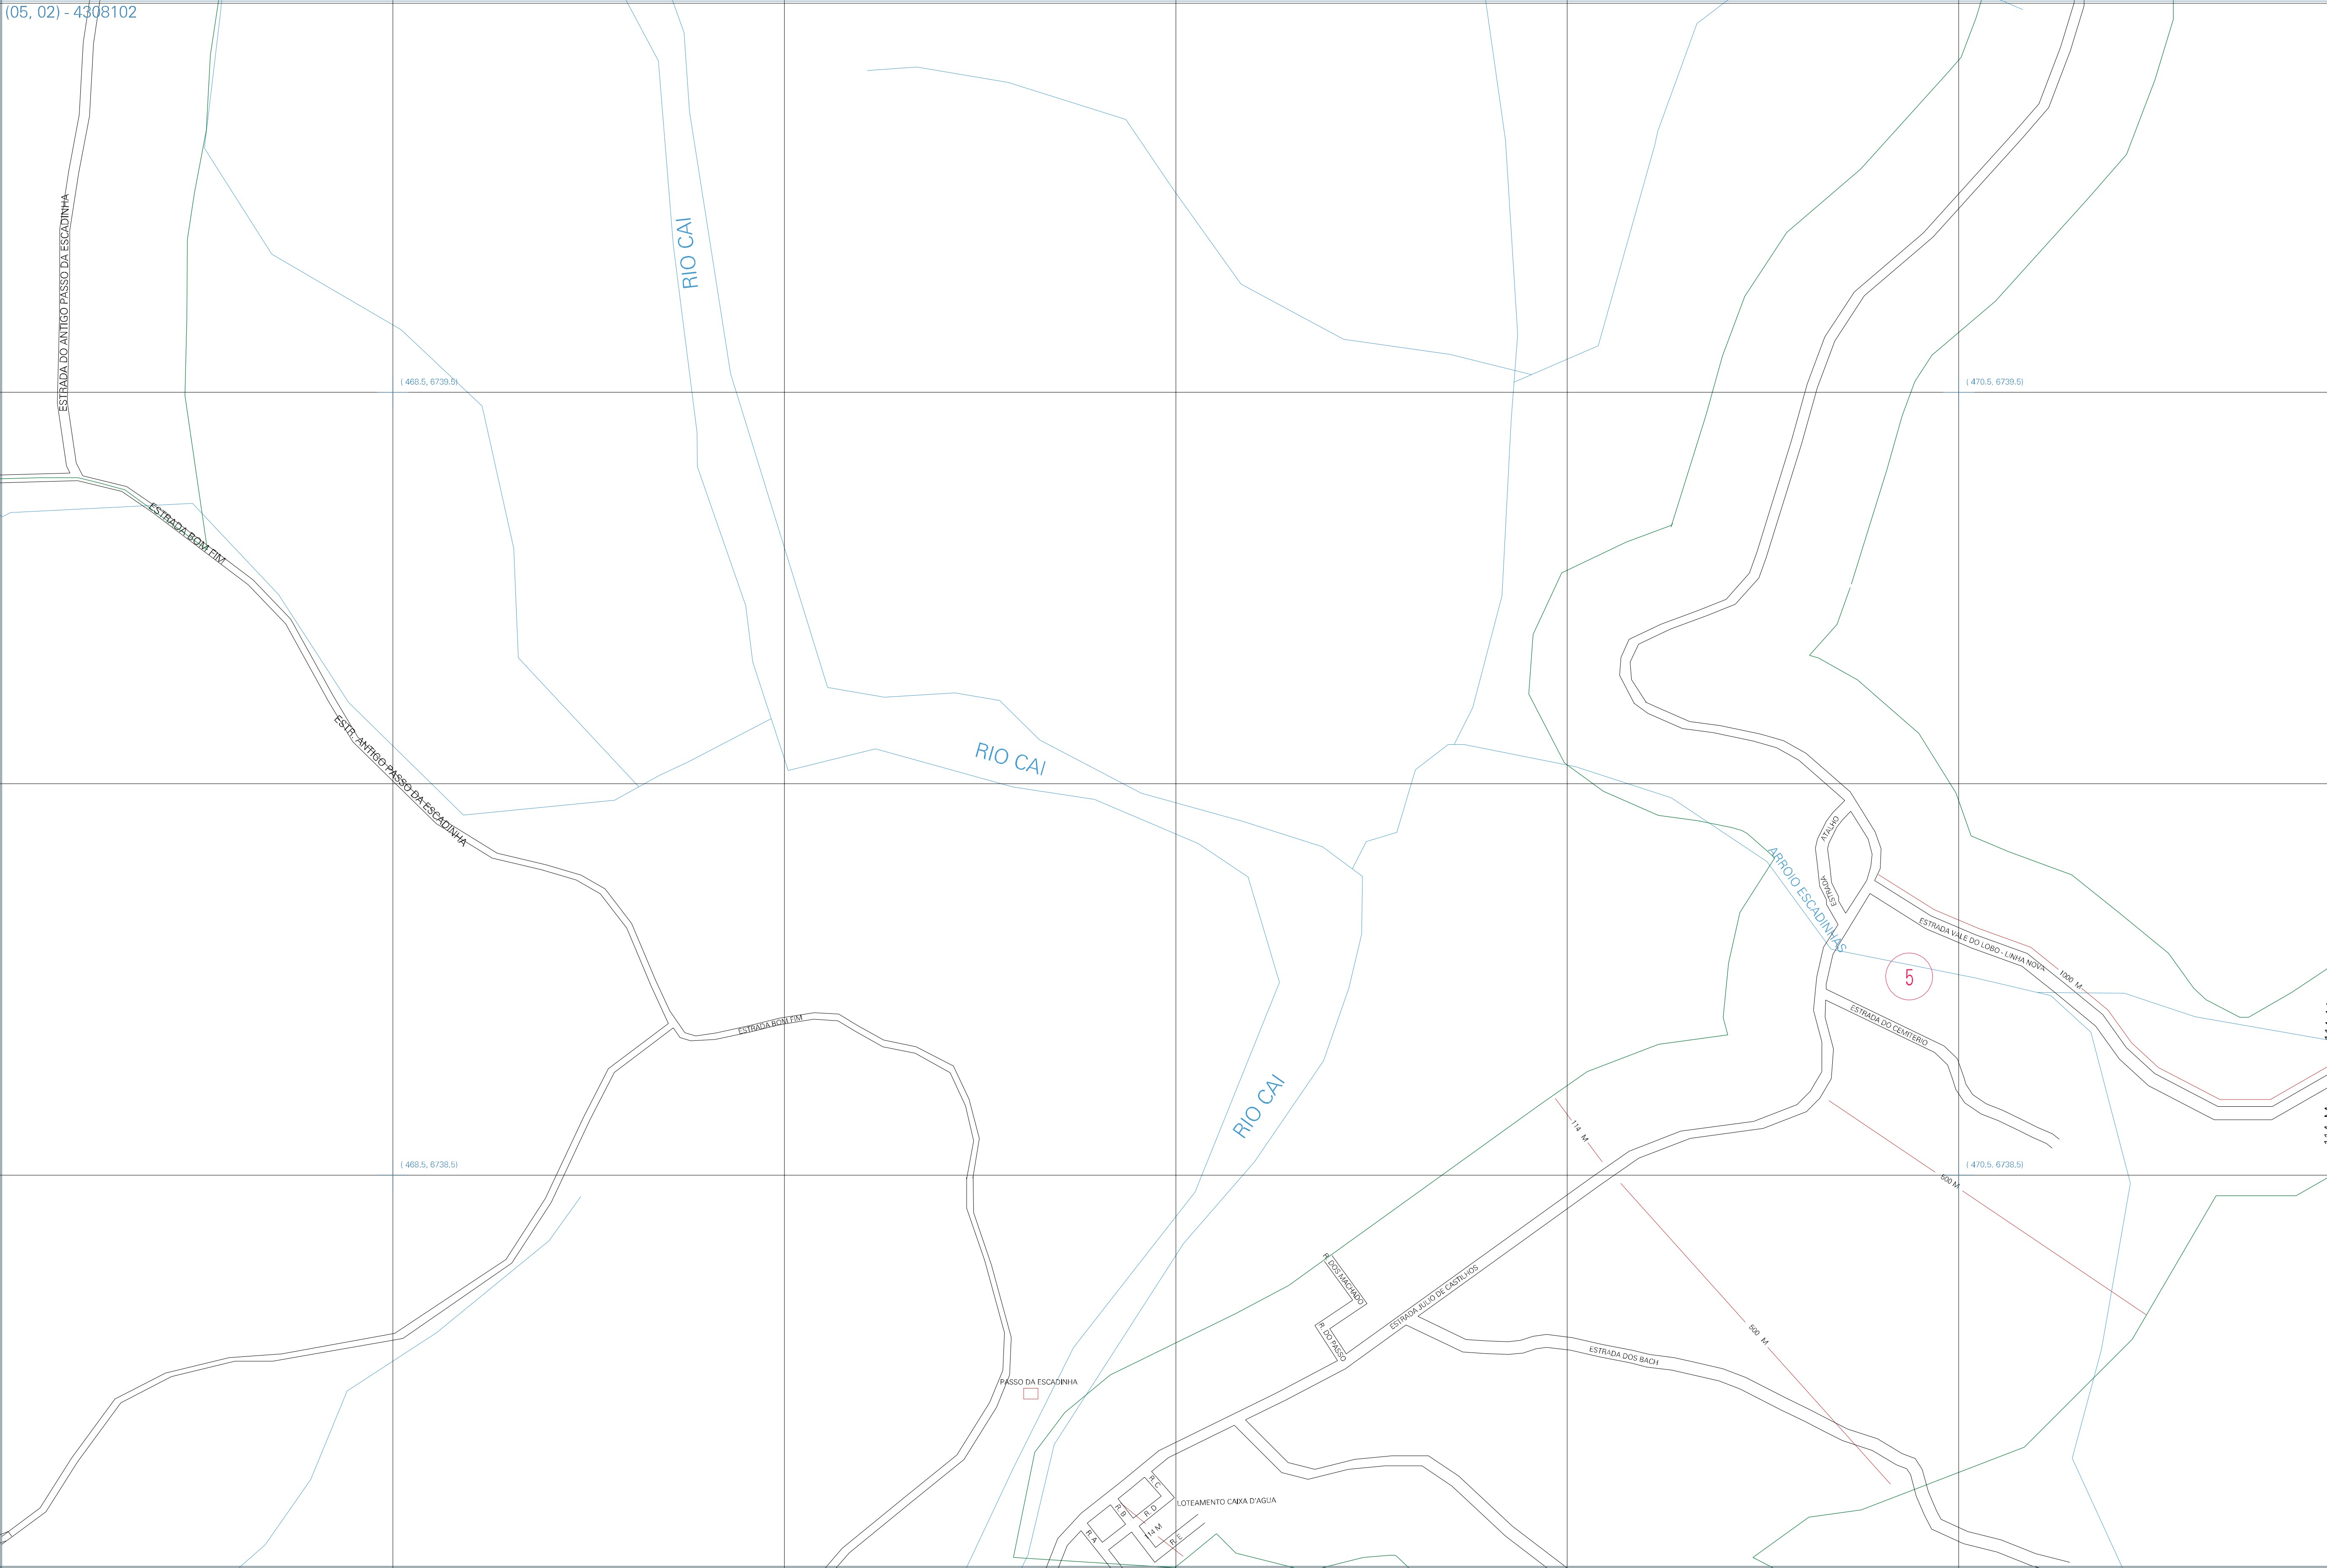 (05, 02) - 4308102
ESTRADA DO ANTIGO PASSO DA ESCADINHA
RIO CAI
( 468.5, 6739.5)
( 470.5, 6739.5)
ESTRADA BOM FIM
ESTR. ANTIGO PASSO DA ESCADINHA
RIO CAI
ATALHO
ESTRADA
ARROIO ESCADINHAS
ESTRADA VALE DO LOBO - LINHA NOVA
5
1000 M
ESTRADA BOM FIM
ESTRADA DO CEMITERIO
RIO CAI
114 M
( 468.5, 6738.5)
( 470.5, 6738.5)
500 M
R. DOS MACHADO
ESTRADA JULIO DE CASTILHOS
R. DO PASSO
500 M
ESTRADA DOS BACH
PASSO DA ESCADINHA
R. C
LOTEAMENTO CAIXA D'AGUA
R. B
R. D
R. A
114 M
R. E